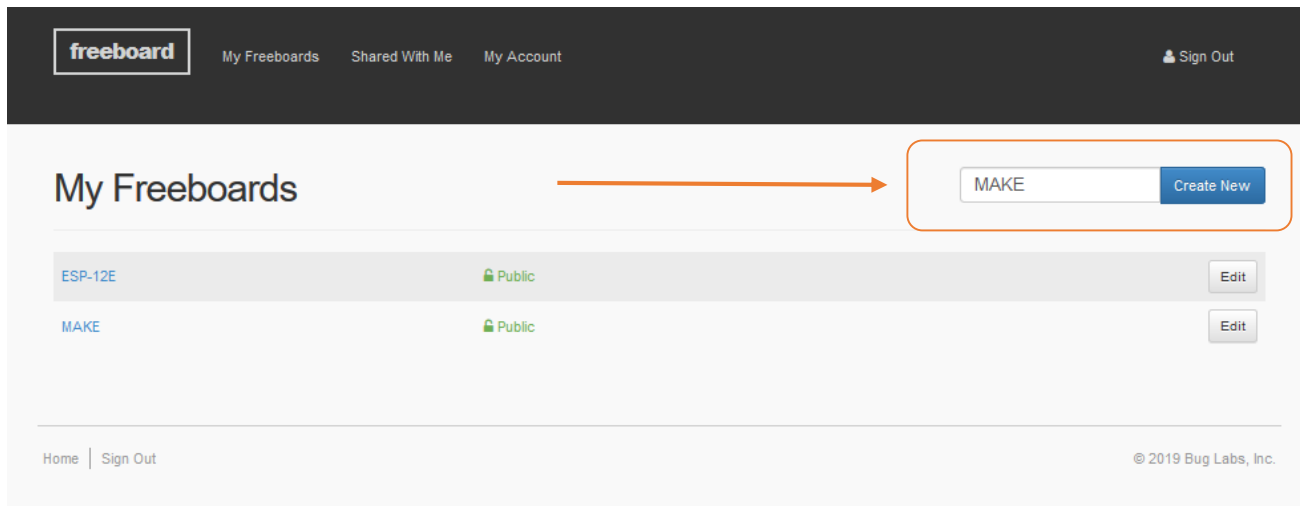 freeboard My Freeboards Shared With Me My Account Sign Out
My Freeboards MAKE Create New
ESP-12E Public Edit
MAKE Public Edit
Home Sign Out © 2019 Bug Labs, Inc.